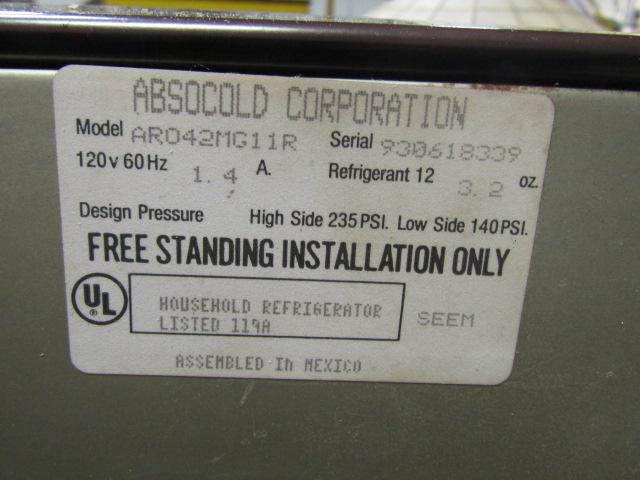 ABSOCOLD CORPORATION
Model ARO42MG11R Serial 930618339
120v 60Hz 1.4 A. Refrigerant 12 3.2 oz.
Design Pressure High Side 235 PSI. Low Side 140 PSI.
FREE STANDING INSTALLATION ONLY
UL ®
HOUSEHOLD REFRIGERATOR
LISTED 119A
SEEM
ASSEMBLED In MEXICO